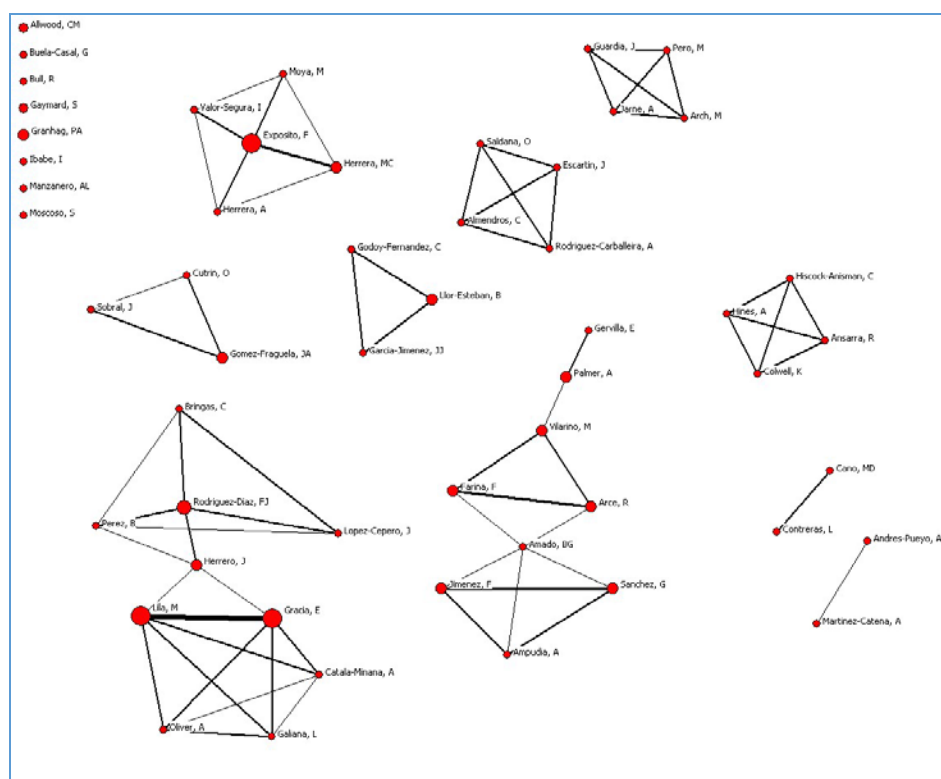 Allwood, CM
Buela-Casal, G
Bull, R
Gaymard, S
Granhag, PA
Ibabe, I
Manzanero, AL
Moscoso, S
Moya, M
Valor-Segura, I
Exposito, F
Herrera, MC
Herrera, A
Guardia, J
Pero, M
Jarne, A
Arch, M
Saldana, O
Escartin, J
Almendros, C
Rodriguez-Carballeira, A
Cutrin, O
Sobral, J
Gomez-Fraguela, JA
Godoy-Fernandez, C
Llor-Esteban, B
Garcia-Jimenez, JJ
Hiscock-Anisman, C
Hines, A
Ansarra, R
Colwell, K
Gervilla, E
Palmer, A
Vilarino, M
Farina, F
Arce, R
Amado, BG
Jimenez, F
Sanchez, G
Ampudia, A
Bringas, C
Rodriguez-Diaz, FJ
Perez, B
Lopez-Cepero, J
Herrero, J
Lila, M
Gracia, E
Catala-Minana, A
Oliver, A
Galiana, L
Cano, MD
Contreras, L
Andres-Pueyo, A
Martinez-Catena, A